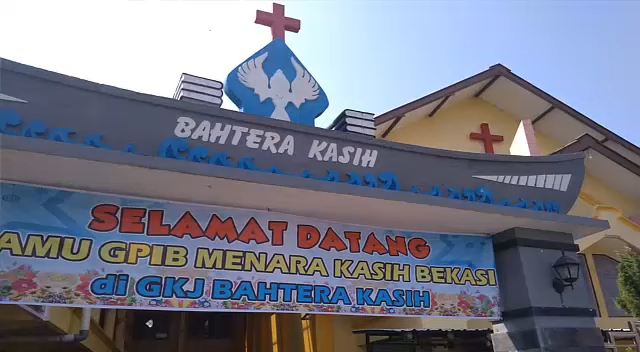 BAHTERA KASIH
SELAMAT DATANG
AMU GPIB MENARA KASIH BEKASI
di GKJ BAHTERA KASIH